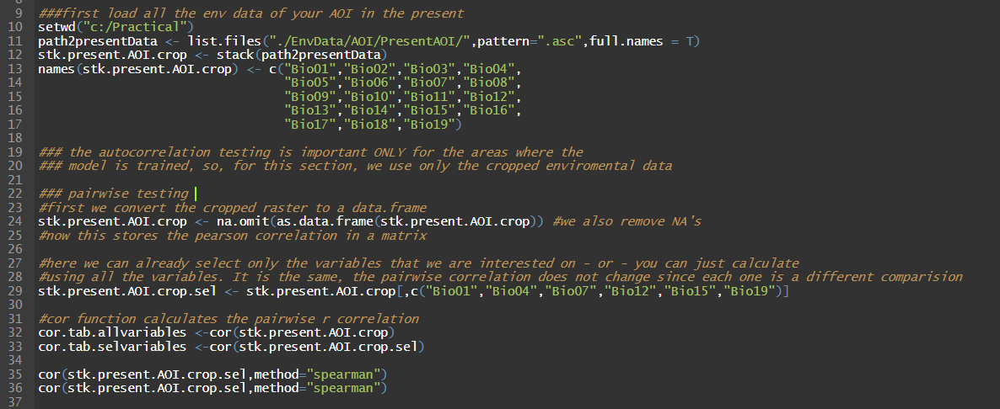 9 ###first load all the env data of your AOI in the present
10 setwd("c:/Practical")
11 path2presentData <- list.files("./EnvData/AOI/PresentAOI/",pattern=".asc",full.names = T)
12 stk.present.AOI.crop <- stack(path2presentData)
13 names(stk.present.AOI.crop) <- c("Bio01","Bio02","Bio03","Bio04",
14 "Bio05","Bio06","Bio07","Bio08",
15 "Bio09","Bio10","Bio11","Bio12",
16 "Bio13","Bio14","Bio15","Bio16",
17 "Bio17","Bio18","Bio19")
18
19 ### the autocorrelation testing is important ONLY for the areas where the
20 ### model is trained, so, for this section, we use only the cropped enviromental data
21
22 ### pairwise testing
23 #first we convert the cropped raster to a data.frame
24 stk.present.AOI.crop <- na.omit(as.data.frame(stk.present.AOI.crop)) #we also remove NA's
25 #now this stores the pearson correlation in a matrix
26
27 #here we can already select only the variables that we are interested on - or - you can just calculate
28 #using all the variables. It is the same, the pairwise correlation does not change since each one is a different comparision
29 stk.present.AOI.crop.sel <- stk.present.AOI.crop[,c("Bio01","Bio04","Bio07","Bio12","Bio15","Bio19")]
30
31 #cor function calculates the pairwise r correlation
32 cor.tab.allvariables <-cor(stk.present.AOI.crop)
33 cor.tab.selvariables <-cor(stk.present.AOI.crop.sel)
34
35 cor(stk.present.AOI.crop.sel,method="spearman")
36 cor(stk.present.AOI.crop.sel,method="spearman")
37